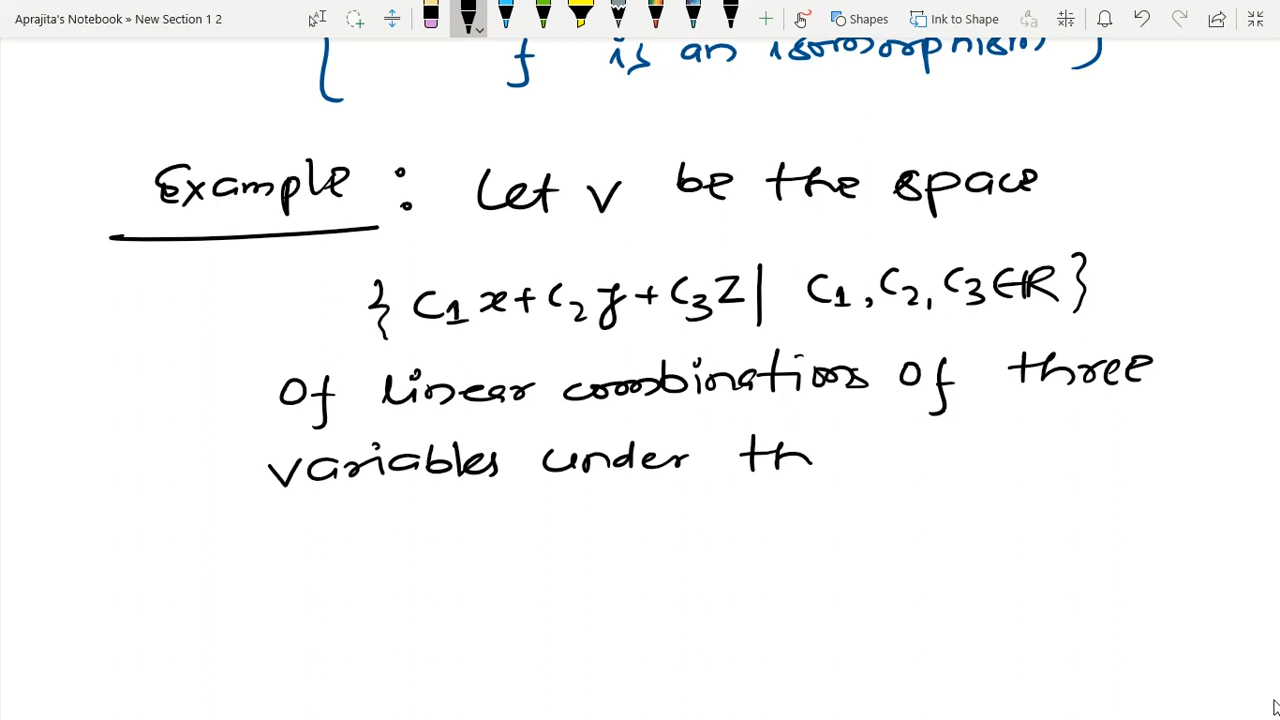 Aprajita's Notebook » New Section 1 2
Shapes
Ink to Shape
f is an isomorphism
Example : Let V be the space
{ C₁x + C₂y + C₃z | C₁, C₂, C₃ ∈ ℝ }
of linear combinations of three
variables under th